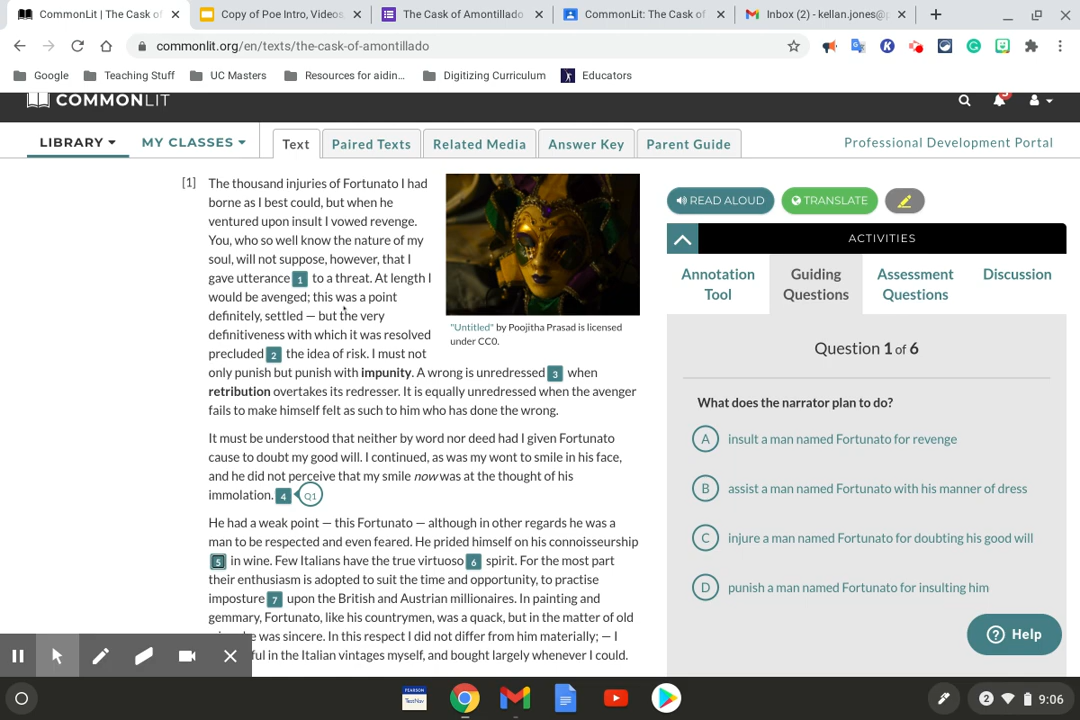 CommonLit | The Cask of
Copy of Poe Intro, Videos,
The Cask of Amontillado
CommonLit: The Cask of
Inbox (2) - kellan.jones@
commonlit.org/en/texts/the-cask-of-amontillado
Google
Teaching Stuff
UC Masters
Resources for aidin...
Digitizing Curriculum
Educators
COMMONLIT
LIBRARY
MY CLASSES
Text
Paired Texts
Related Media
Answer Key
Parent Guide
Professional Development Portal
[1]
The thousand injuries of Fortunato I had
borne as I best could, but when he
ventured upon insult I vowed revenge.
You, who so well know the nature of my
soul, will not suppose, however, that I
gave utterance 1 to a threat. At length I
would be avenged; this was a point
definitely, settled — but the very
definitiveness with which it was resolved
precluded 2 the idea of risk. I must not
only punish but punish with impunity. A wrong is unredressed 3 when
retribution overtakes its redresser. It is equally unredressed when the avenger
fails to make himself felt as such to him who has done the wrong.
"Untitled" by Poojitha Prasad is licensed
under CC0.
It must be understood that neither by word nor deed had I given Fortunato
cause to doubt my good will. I continued, as was my wont to smile in his face,
and he did not perceive that my smile now was at the thought of his
immolation. 4 Q1
He had a weak point — this Fortunato — although in other regards he was a
man to be respected and even feared. He prided himself on his connoisseurship
5 in wine. Few Italians have the true virtuoso 6 spirit. For the most part
their enthusiasm is adopted to suit the time and opportunity, to practise
imposture 7 upon the British and Austrian millionaires. In painting and
gemmary, Fortunato, like his countrymen, was a quack, but in the matter of old
was sincere. In this respect I did not differ from him materially; — I
in the Italian vintages myself, and bought largely whenever I could.
READ ALOUD
TRANSLATE
ACTIVITIES
Annotation
Tool
Guiding
Questions
Assessment
Questions
Discussion
Question 1 of 6
What does the narrator plan to do?
A insult a man named Fortunato for revenge
B assist a man named Fortunato with his manner of dress
C injure a man named Fortunato for doubting his good will
D punish a man named Fortunato for insulting him
Help
2
9:06